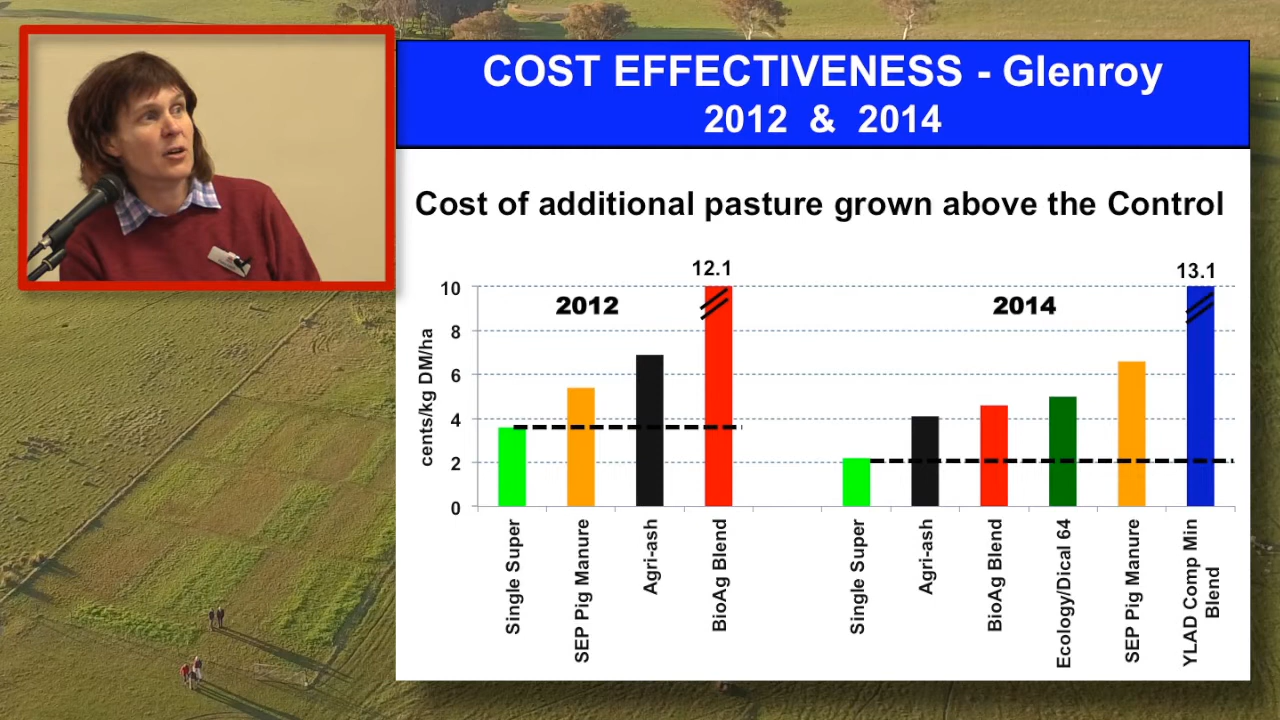 COST EFFECTIVENESS - Glenroy
2012 & 2014
Cost of additional pasture grown above the Control
12.1
13.1
2012
2014
cents/kg DM/ha
10
8
6
4
2
0
Single Super
SEP Pig Manure
Agri-ash
BioAg Blend
Single Super
Agri-ash
BioAg Blend
Ecology/Dical 64
SEP Pig Manure
YLAD Comp Min
Blend